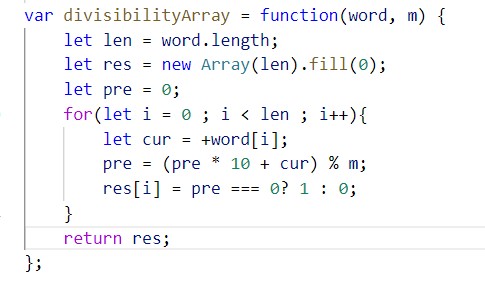 var divisibilityArray = function(word, m) {
    let len = word.length;
    let res = new Array(len).fill(0);
    let pre = 0;
    for(let i = 0 ; i < len ; i++){
        let cur = +word[i];
        pre = (pre * 10 + cur) % m;
        res[i] = pre === 0? 1 : 0;
    }
    return res;
};